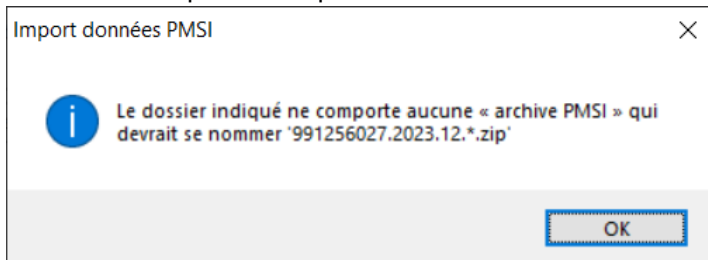 Import données PMSI
Le dossier indiqué ne comporte aucune « archive PMSI » qui
devrait se nommer '991256027.2023.12.*.zip'
OK